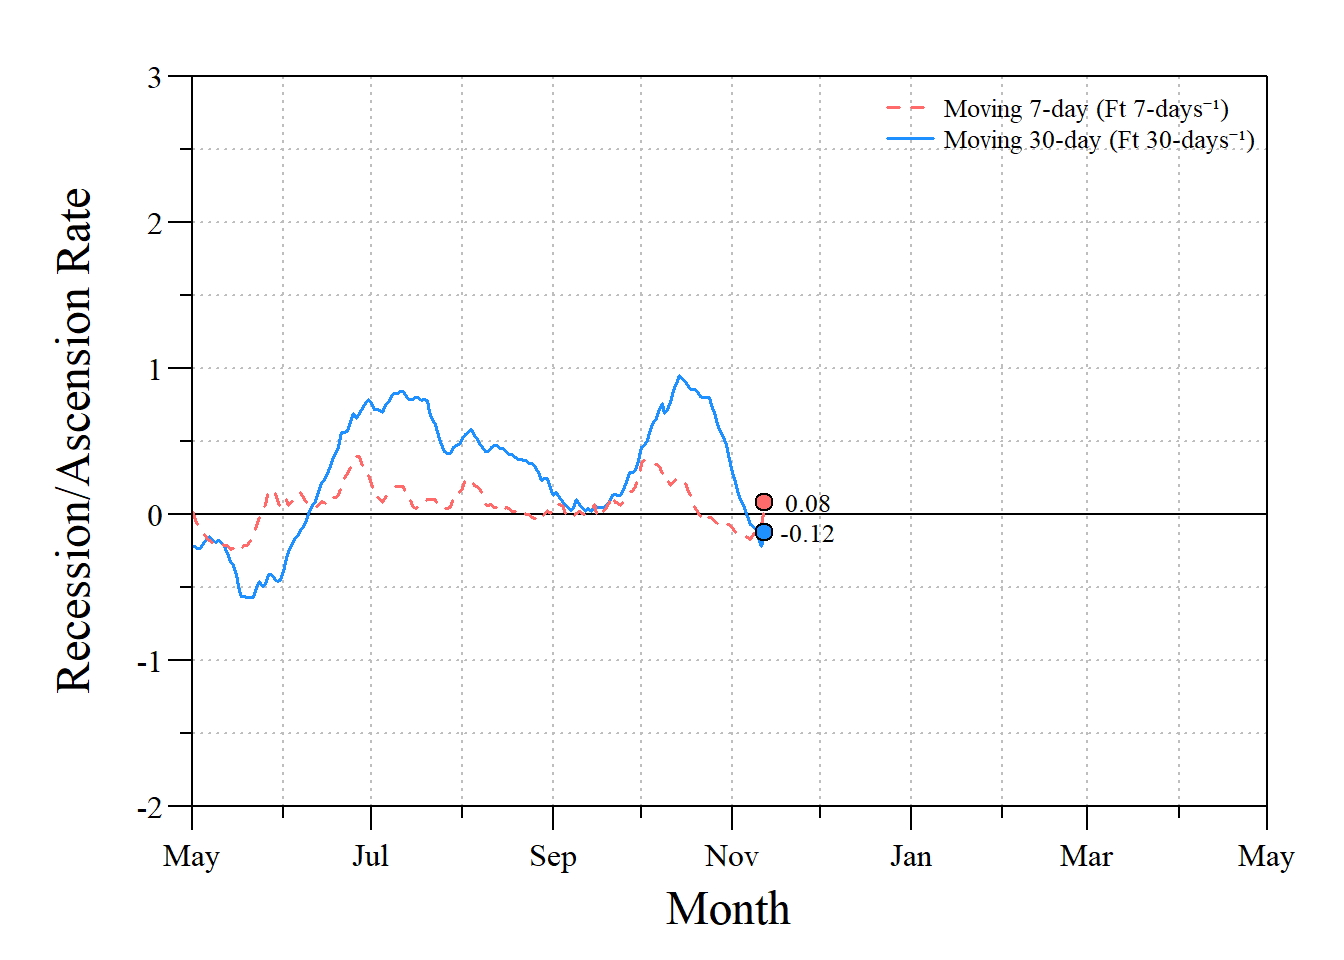 3
Moving 7-day (Ft 7-days⁻¹)
Moving 30-day (Ft 30-days⁻¹)
2
1
0
-1
-2
Recession/Ascension Rate
0.08
-0.12
May Jul Sep Nov Jan Mar May
Month